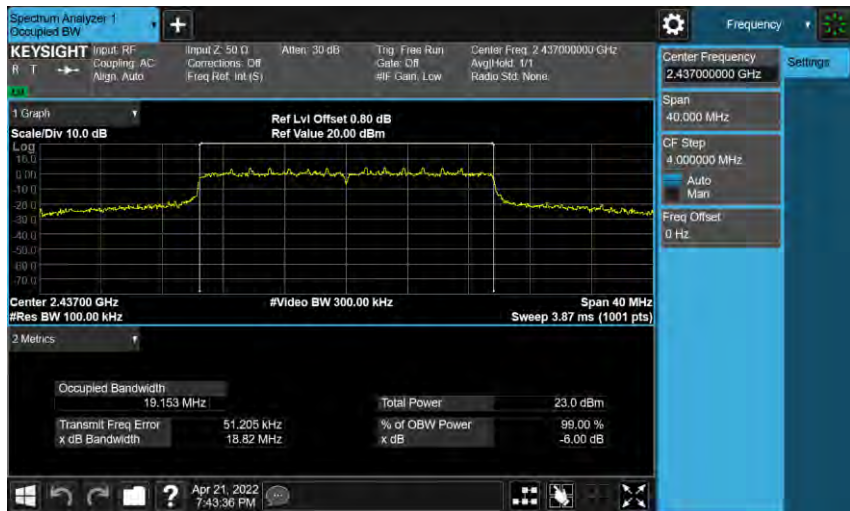 Spectrum Analyzer 1
Occupied BW
Frequency
KEYSIGHT
R T
Input: RF
Coupling: AC
Align: Auto
Input Z: 50 Ω
Corrections: Off
Freq Ref: Int (S)
Atten: 30 dB
Trig: Free Run
Gate: Off
#IF Gain: Low
Center Freq: 2.437000000 GHz
Avg|Hold: 1/1
Radio Std: None
Center Frequency
2.437000000 GHz
Settings
Span
40.000 MHz
CF Step
4.000000 MHz
Auto
Man
Freq Offset
0 Hz
1 Graph
Scale/Div 10.0 dB
Ref Lvl Offset 0.80 dB
Ref Value 20.00 dBm
Log
10.0
0.00
-10.0
-20.0
-30.0
-40.0
-50.0
-60.0
-70.0
Center 2.43700 GHz
#Res BW 100.00 kHz
#Video BW 300.00 kHz
Span 40 MHz
Sweep 3.87 ms (1001 pts)
2 Metrics
Occupied Bandwidth
19.153 MHz
Total Power 23.0 dBm
Transmit Freq Error 51.205 kHz
% of OBW Power 99.00 %
x dB Bandwidth 18.82 MHz
x dB -6.00 dB
?
Apr 21, 2022
7:43:36 PM